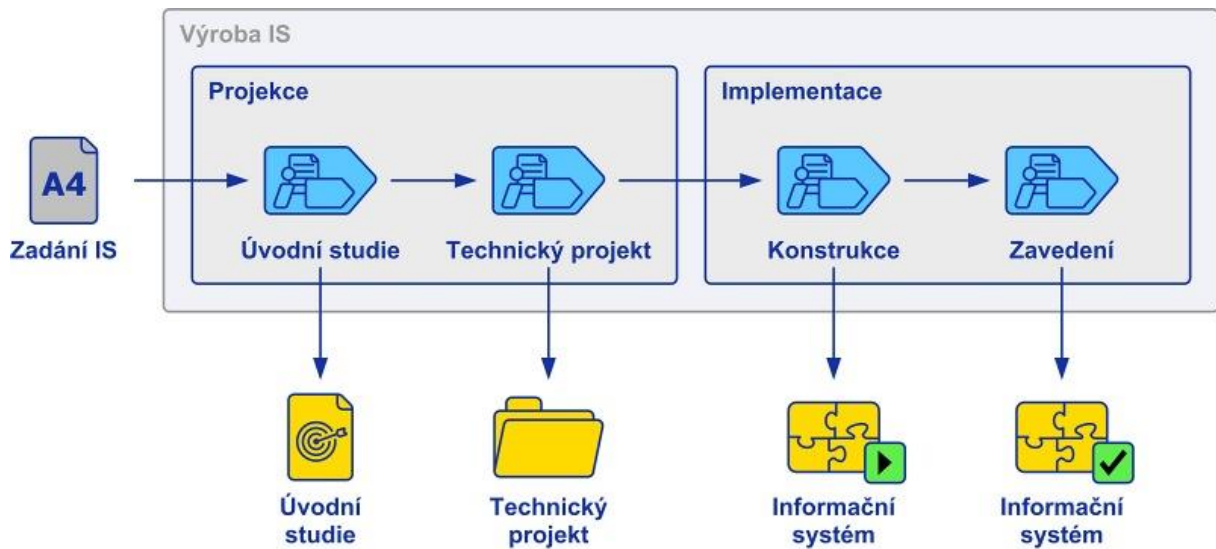 Výroba IS
Projekce
Implementace
A4
Zadání IS
Úvodní studie
Technický projekt
Konstrukce
Zavedení
Úvodní
studie
Technický
projekt
Informační
systém
Informační
systém